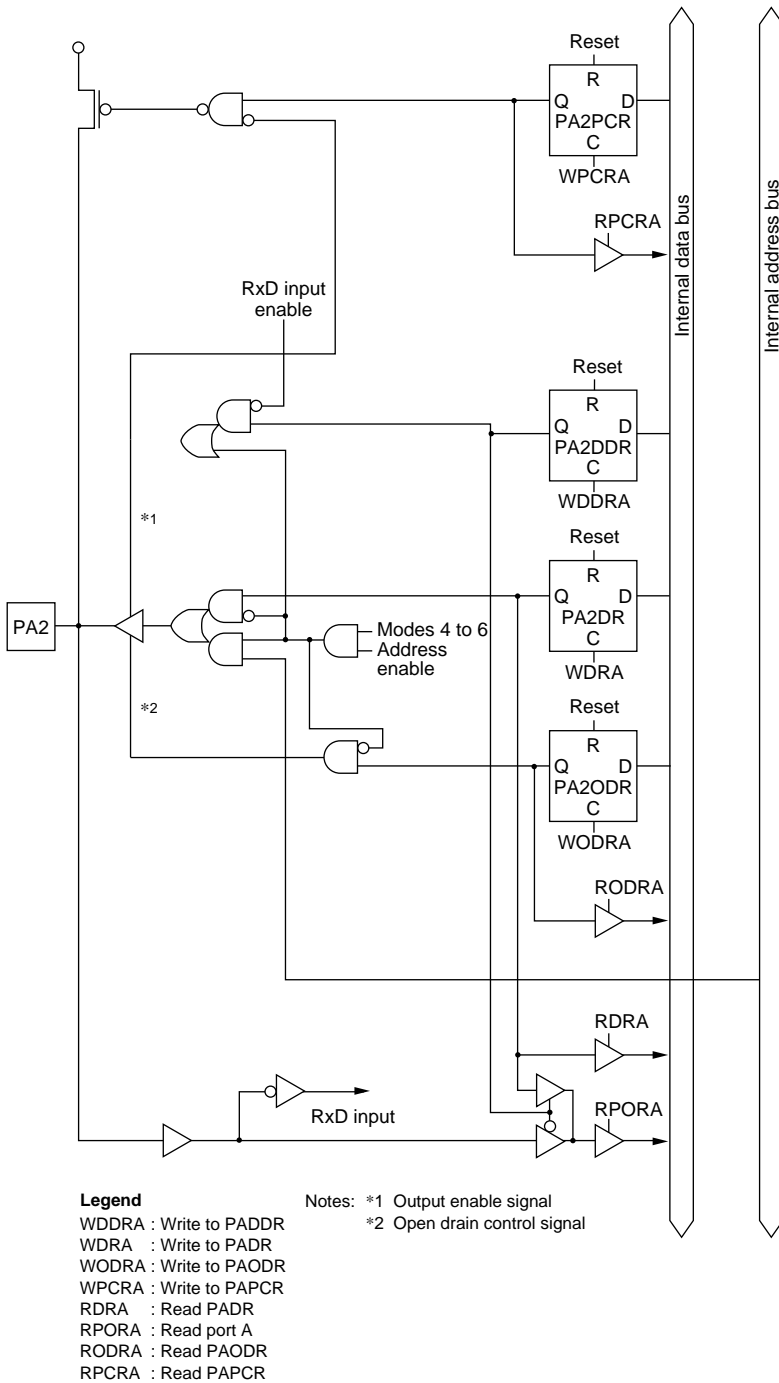 Reset
R
Q D
PA2PCR
C
WPCRA
RPCRA
Internal data bus
Internal address bus
RxD input
enable
Reset
R
Q D
PA2DDR
C
WDDRA
*1
Reset
R
Q D
PA2DR
C
WDRA
PA2
Modes 4 to 6
Address
enable
*2
Reset
R
Q D
PA2ODR
C
WODRA
RODRA
RDRA
RxD input
RPORA
Legend
WDDRA : Write to PADDR
WDRA : Write to PADR
WODRA : Write to PAODR
WPCRA : Write to PAPCR
RDRA : Read PADR
RPORA : Read port A
RODRA : Read PAODR
RPCRA : Read PAPCR
Notes: *1 Output enable signal
*2 Open drain control signal